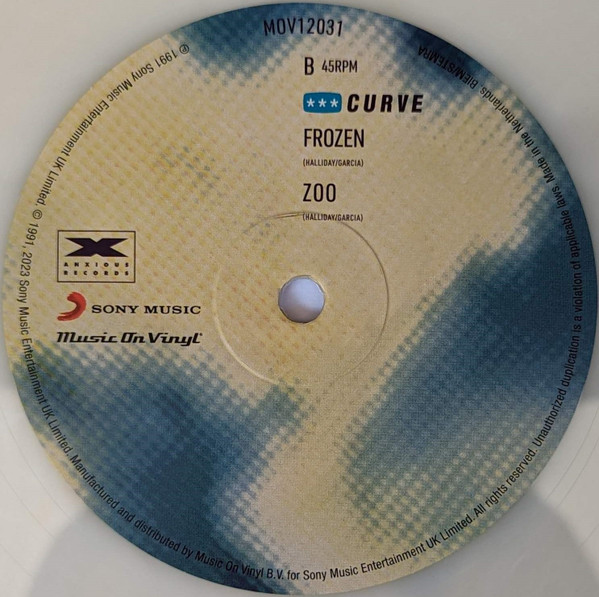 MOV12031
B 45RPM
*** CURVE
FROZEN
(HALLIDAY/GARCIA)
ZOO
(HALLIDAY/GARCIA)
X
ANXIOUS
RECORDS
SONY MUSIC
Music On Vinyl
℗ 1991 Sony Music Entertainment UK Limited. © 1991, 2023 Sony Music Entertainment UK Limited. Manufactured and distributed by Music On Vinyl B.V. for Sony Music Entertainment UK Limited. All rights reserved. Unauthorized duplication is a violation of applicable laws. Made in the Netherlands BIEM/STEMRA